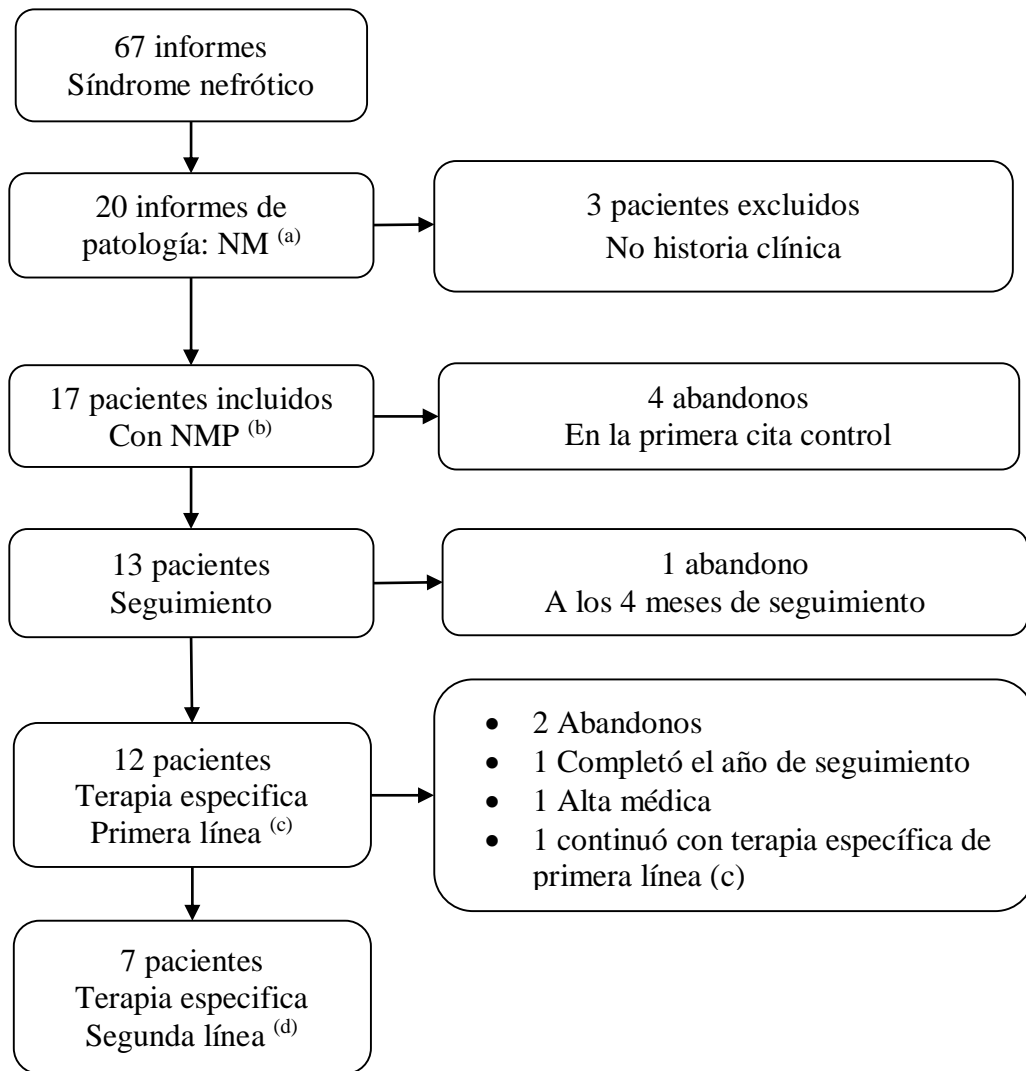 67 informes
Síndrome nefrótico
20 informes de
patología: NM (a)
3 pacientes excluidos
No historia clínica
17 pacientes incluidos
Con NMP (b)
4 abandonos
En la primera cita control
13 pacientes
Seguimiento
1 abandono
A los 4 meses de seguimiento
12 pacientes
Terapia especifica
Primera línea (c)
• 2 Abandonos
• 1 Completó el año de seguimiento
• 1 Alta médica
• 1 continuó con terapia específica de
primera línea (c)
7 pacientes
Terapia especifica
Segunda línea (d)